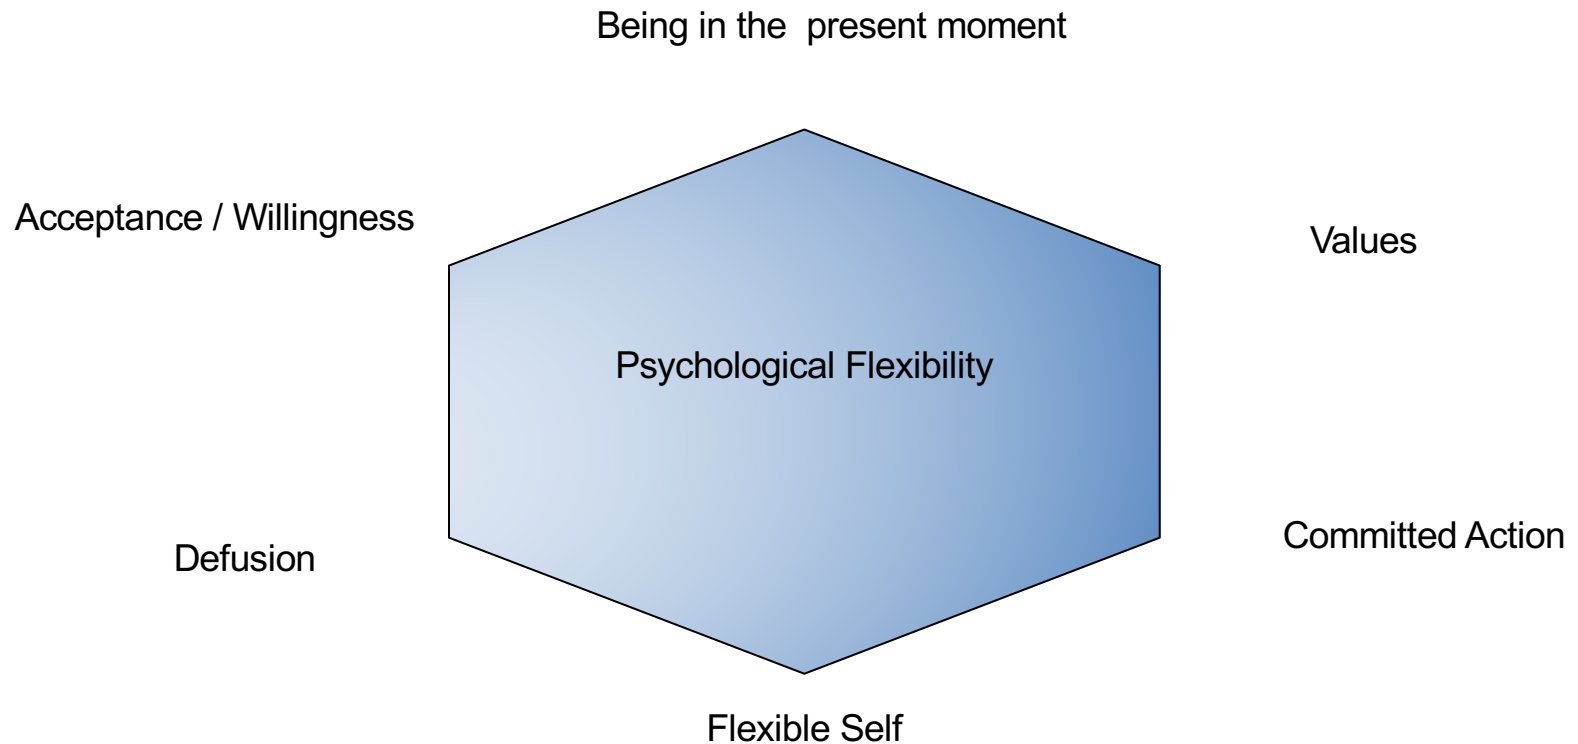 Being in the present moment
Acceptance / Willingness
Values
Psychological Flexibility
Committed Action
Defusion
Flexible Self